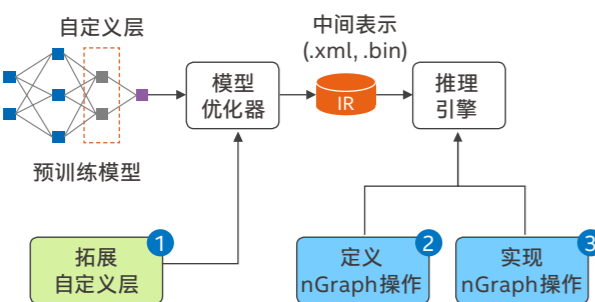 自定义层
中间表示
(.xml, .bin)
模型
优化器
IR
推理
引擎
预训练模型
1
拓展
自定义层
2
定义
nGraph操作
3
实现
nGraph操作